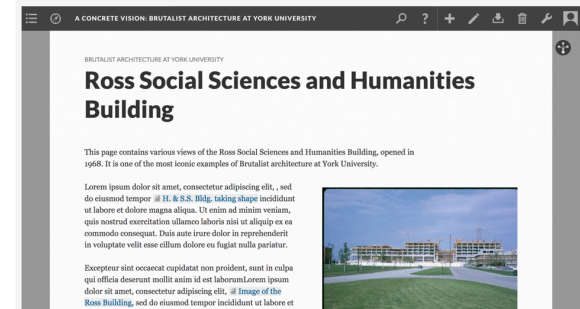 A CONCRETE VISION: BRUTALIST ARCHITECTURE AT YORK UNIVERSITY
?
BRUTALIST ARCHITECTURE AT YORK UNIVERSITY
Ross Social Sciences and Humanities
Building
This page contains various views of the Ross Social Sciences and Humanities Building, opened in
1968. It is one of the most iconic examples of Brutalist architecture at York University.
Lorem ipsum dolor sit amet, consectetur adipiscing elit, , sed
do eiusmod tempor H. & S.S. Bldg. taking shape incididunt
ut labore et dolore magna aliqua. Ut enim ad minim veniam,
quis nostrud exercitation ullamco laboris nisi ut aliquip ex ea
commodo consequat. Duis aute irure dolor in reprehenderit
in voluptate velit esse cillum dolore eu fugiat nulla pariatur.
Excepteur sint occaecat cupidatat non proident, sunt in culpa
qui officia deserunt mollit anim id est laborumLorem ipsum
dolor sit amet, consectetur adipiscing elit, Image of the
Ross Building, sed do eiusmod tempor incididunt ut labore et